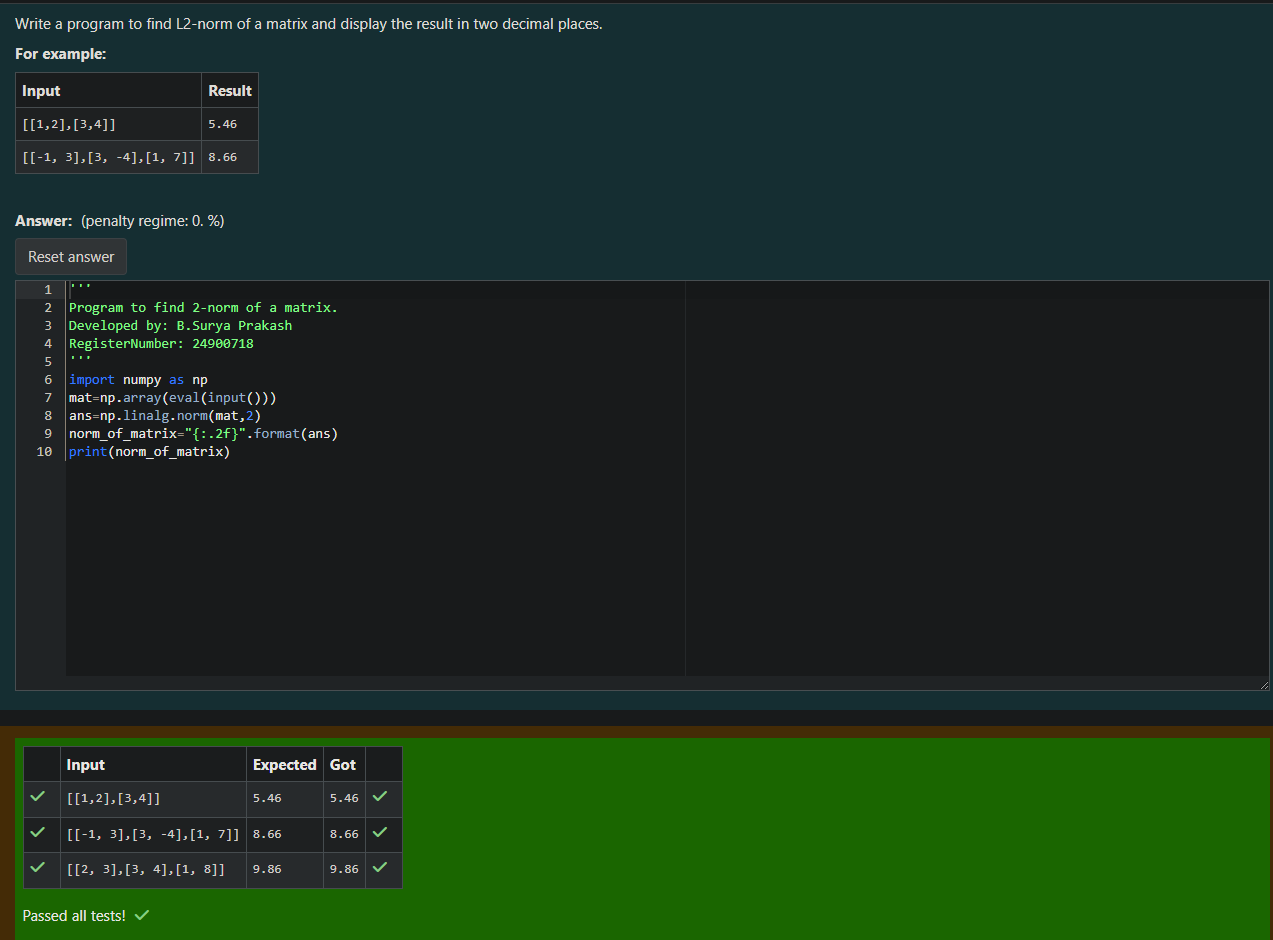 Write a program to find L2-norm of a matrix and display the result in two decimal places.
For example:
Input Result
[[1,2],[3,4]] 5.46
[[-1, 3],[3, -4],[1, 7]] 8.66
Answer: (penalty regime: 0. %)
Reset answer
1 '''
2 Program to find 2-norm of a matrix.
3 Developed by: B.Surya Prakash
4 RegisterNumber: 24900718
5 '''
6 import numpy as np
7 mat=np.array(eval(input()))
8 ans=np.linalg.norm(mat,2)
9 norm_of_matrix="{:.2f}".format(ans)
10 print(norm_of_matrix)
Input Expected Got
[[1,2],[3,4]] 5.46 5.46
[[-1, 3],[3, -4],[1, 7]] 8.66 8.66
[[2, 3],[3, 4],[1, 8]] 9.86 9.86
Passed all tests!